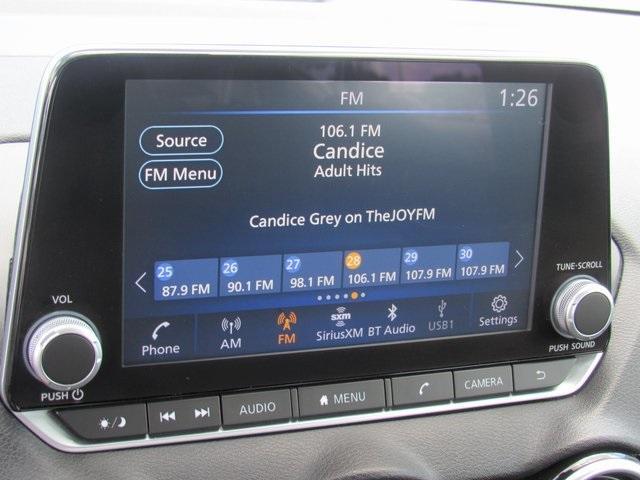 FM 1:26
Source
FM Menu
106.1 FM
Candice
Adult Hits
Candice Grey on TheJOYFM
25 26 27 28 29 30
87.9 FM 90.1 FM 98.1 FM 106.1 FM 107.9 FM 107.9 FM
Phone AM FM sxm SiriusXM BT Audio USB1 Settings
VOL
PUSH
TUNE-SCROLL
PUSH SOUND
AUDIO MENU CAMERA